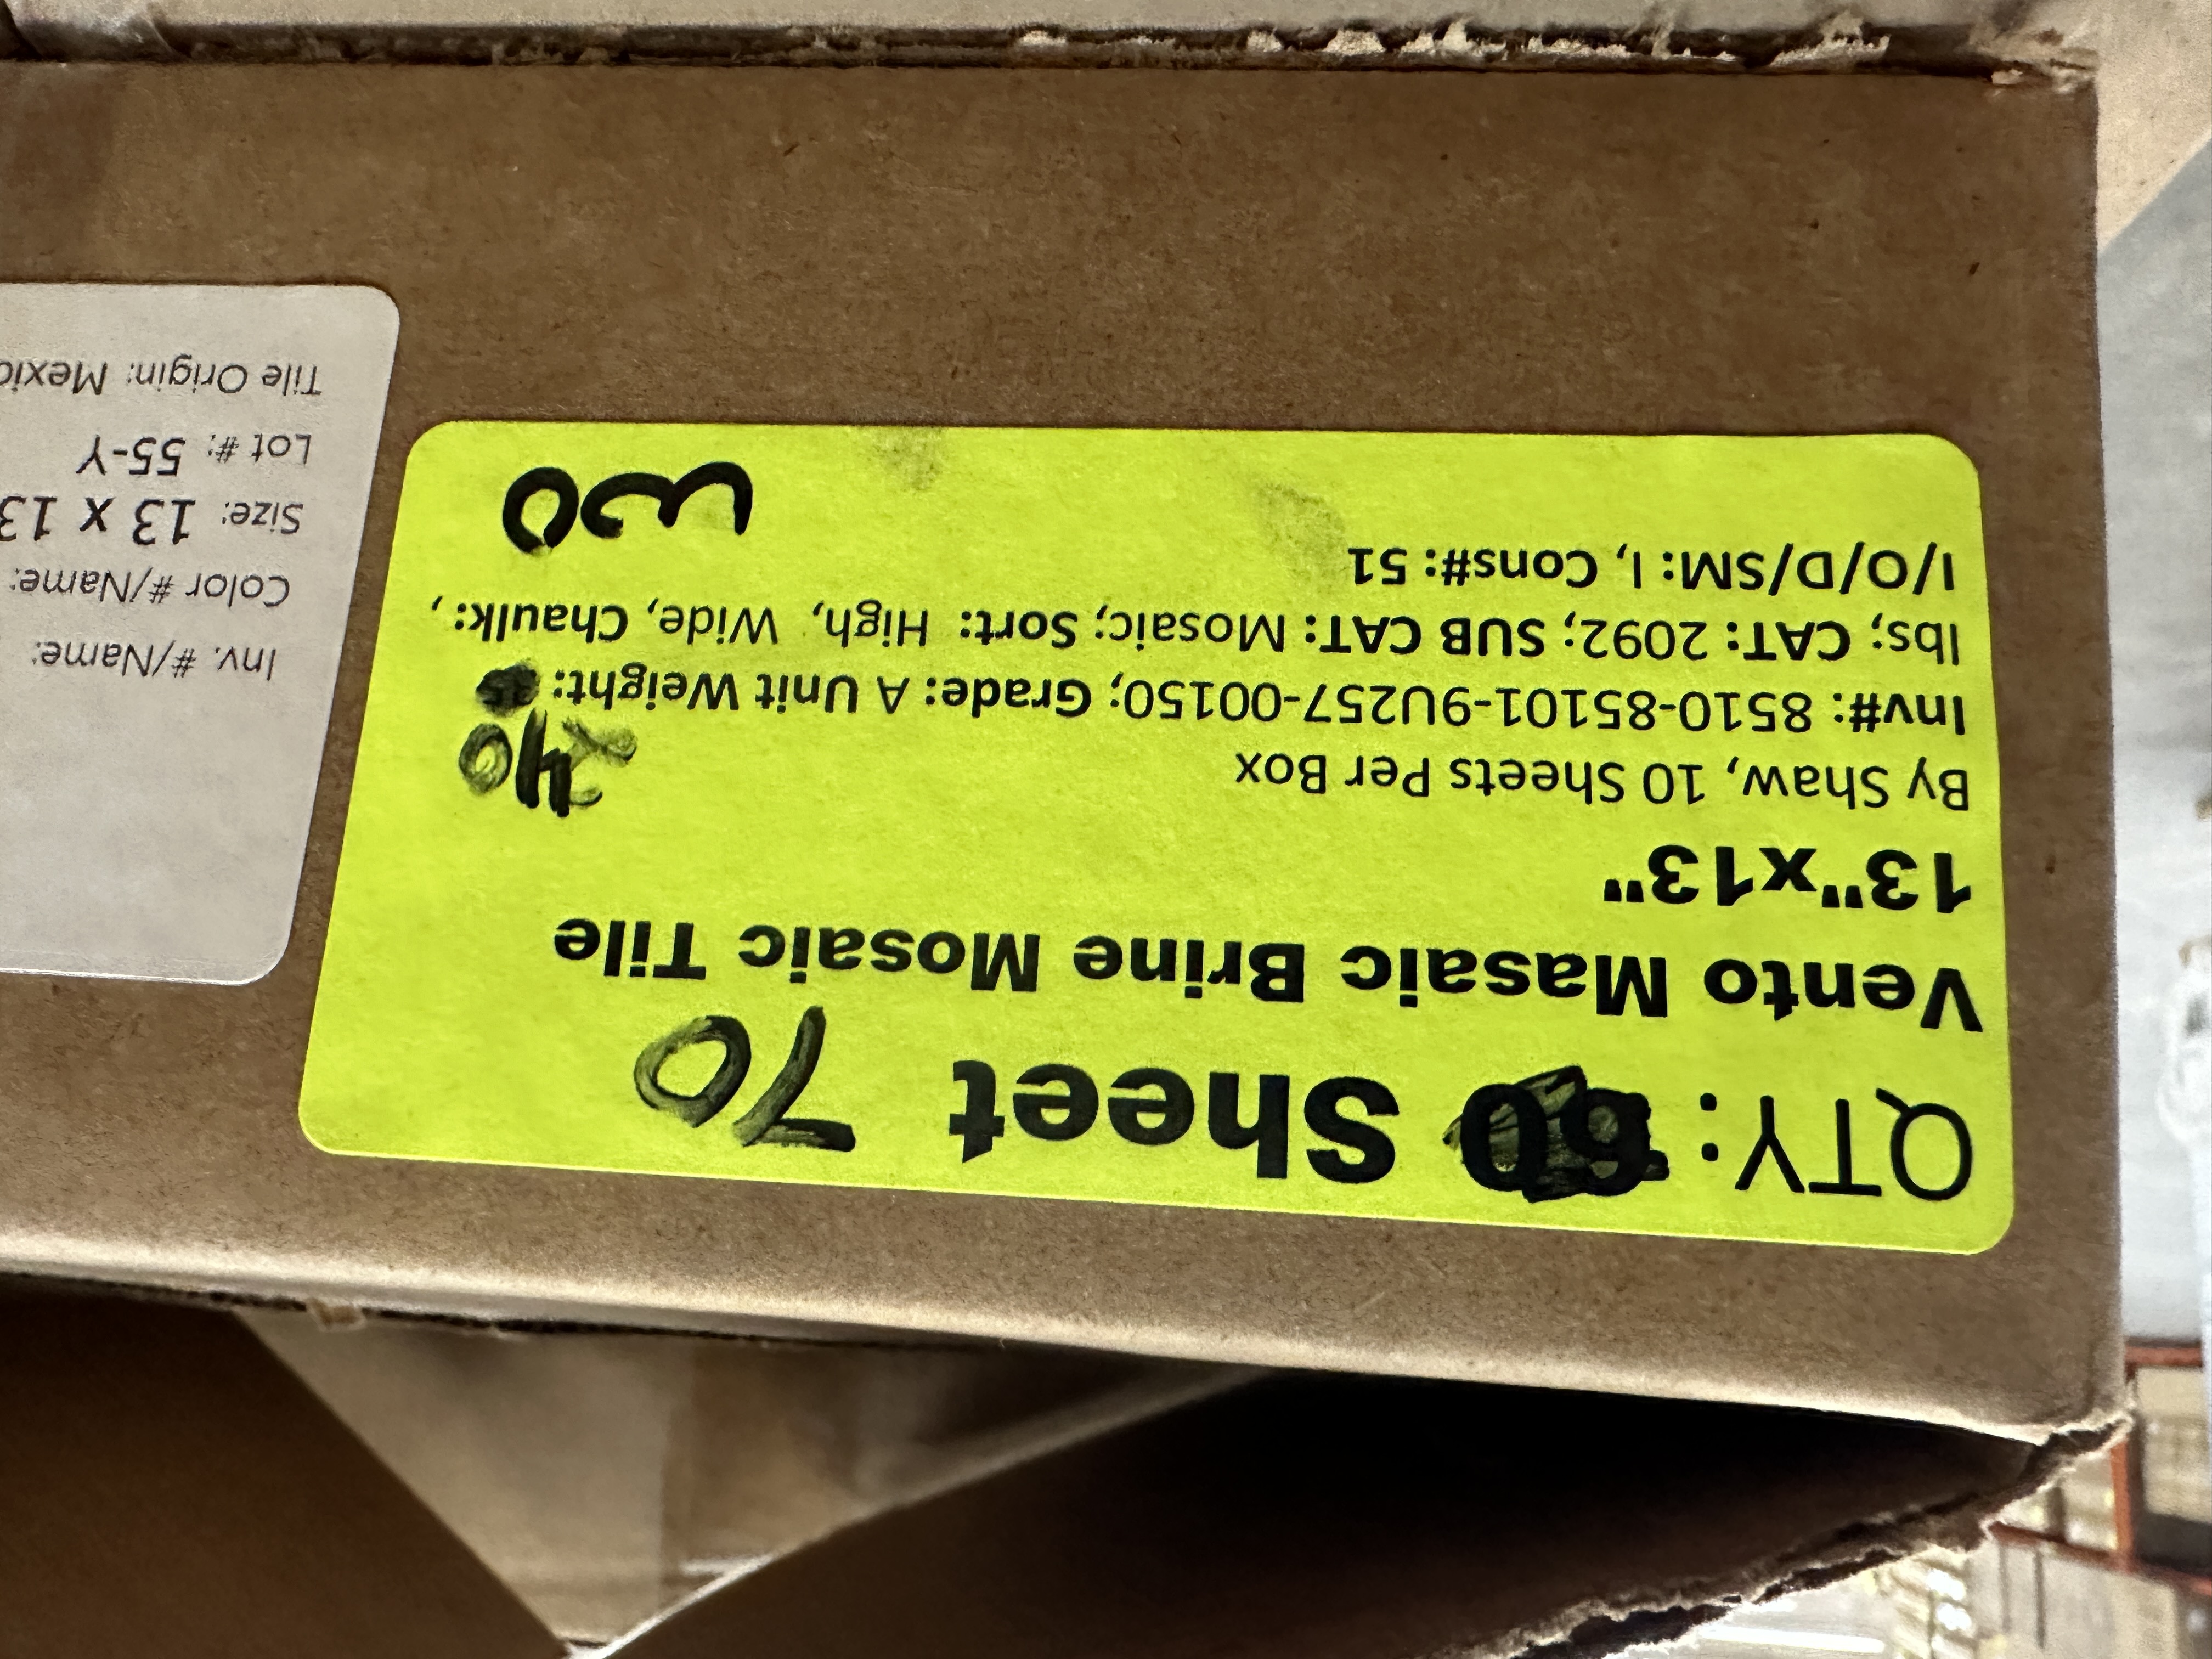 QTY: Sheet 70
Vento Masaic Brine Mosaic Tile
13"x13"
By Shaw, 10 Sheets Per Box
40
Inv#: 8510-85101-9U257-00150; Grade: A Unit Weight:
lbs; CAT: 2092; SUB CAT: Mosaic; Sort: High, Wide, Chaulk: ,
I/O/D/SM: I, Cons#: 51
Inv. #/Name:
Color #/Name:
Size: 13 x 13
Lot #: 55-Y
Tile Origin: